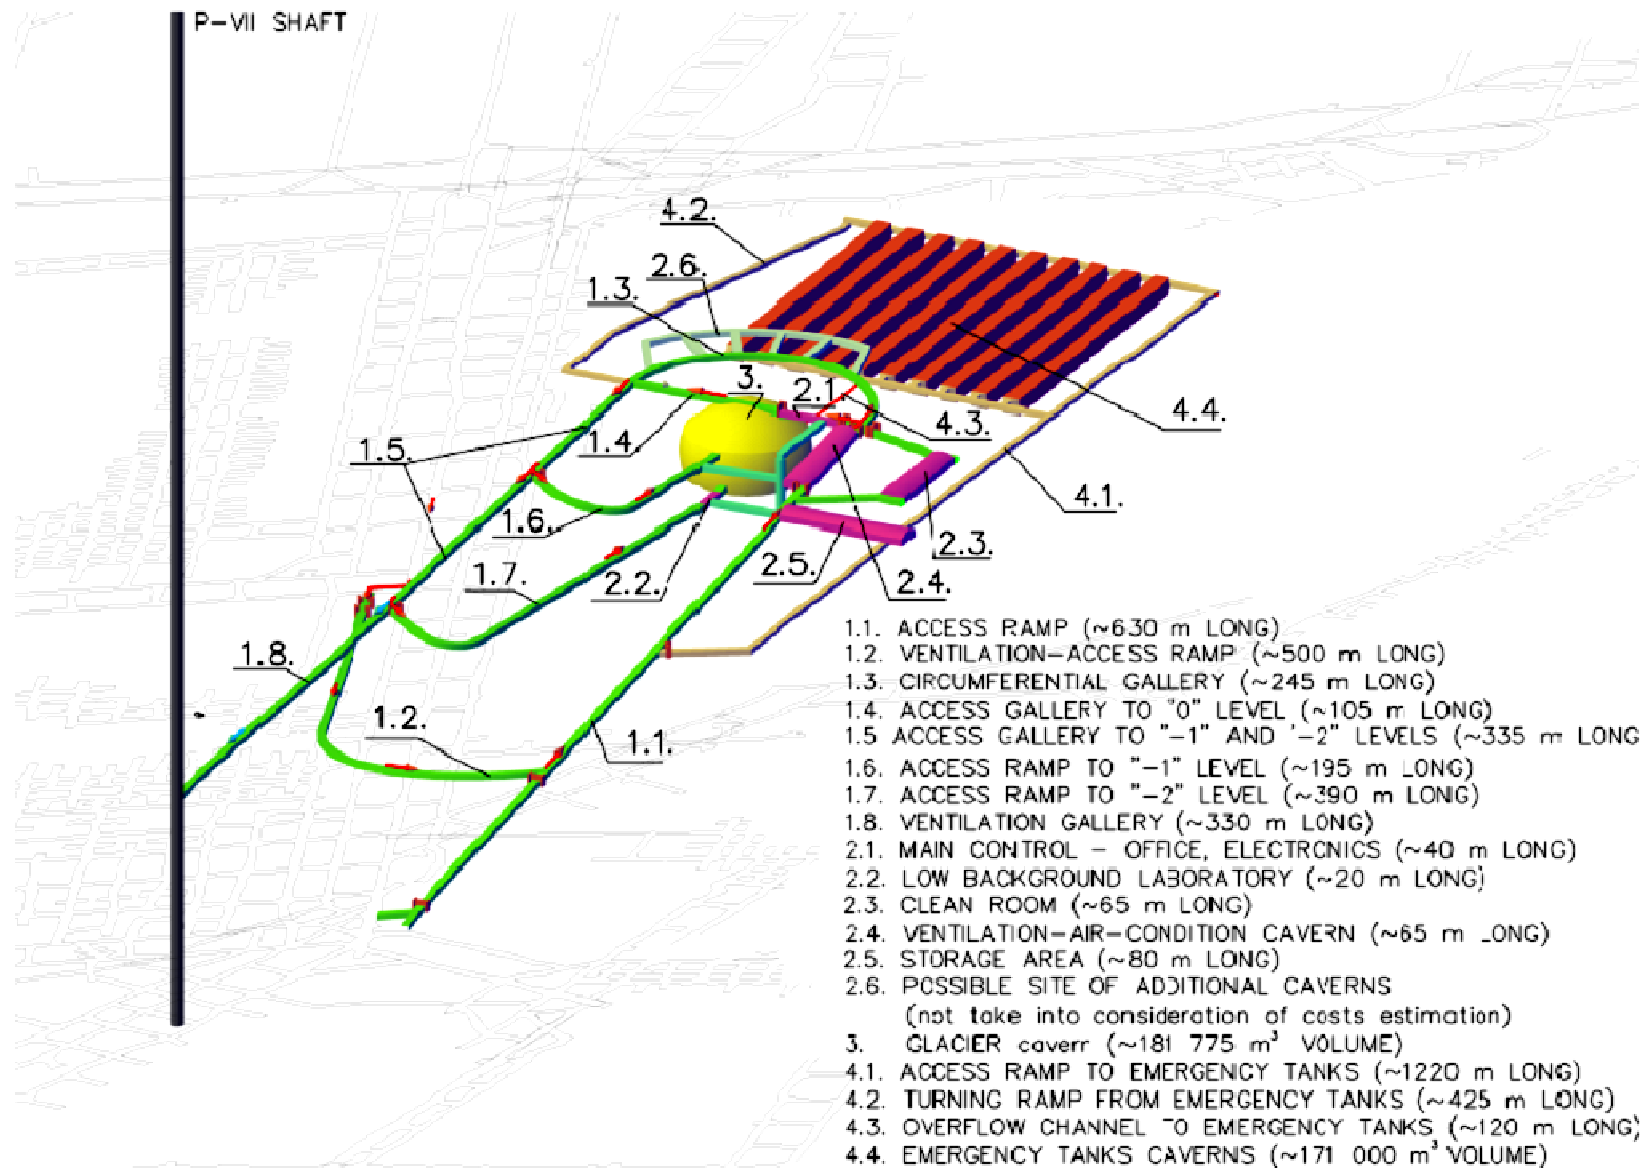 P-VII SHAFT
4.2.
2.6.
1.3.
3.
2.1.
4.4.
1.4.
4.3.
1.5.
4.1.
1.6.
2.3.
1.7.
2.2.
2.5.
2.4.
1.8.
1.2.
1.1.
1.1. ACCESS RAMP (~630 m LONG)
1.2. VENTILATION-ACCESS RAMP (~500 m LONG)
1.3. CIRCUMFERENTIAL GALLERY (~245 m LONG)
1.4. ACCESS GALLERY TO "0" LEVEL (~105 m LONG)
1.5 ACCESS GALLERY TO "-1" AND "-2" LEVELS (~335 m LONG
1.6. ACCESS RAMP TO "-1" LEVEL (~195 m LONG)
1.7. ACCESS RAMP TO "-2" LEVEL (~390 m LONG)
1.8. VENTILATION GALLERY (~330 m LONG)
2.1. MAIN CONTROL - OFFICE, ELECTRONICS (~40 m LONG)
2.2. LOW BACKGROUND LABORATORY (~20 m LONG)
2.3. CLEAN ROOM (~65 m LONG)
2.4. VENTILATION-AIR-CONDITION CAVERN (~65 m LONG)
2.5. STORAGE AREA (~80 m LONG)
2.6. POSSIBLE SITE OF ADDITIONAL CAVERNS
(not take into consideration of costs estimation)
3. GLACIER cavern (~181 775 m³ VOLUME)
4.1. ACCESS RAMP TO EMERGENCY TANKS (~1220 m LONG)
4.2. TURNING RAMP FROM EMERGENCY TANKS (~425 m LONG)
4.3. OVERFLOW CHANNEL TO EMERGENCY TANKS (~120 m LONG)
4.4. EMERGENCY TANKS CAVERNS (~171 000 m³ VOLUME)